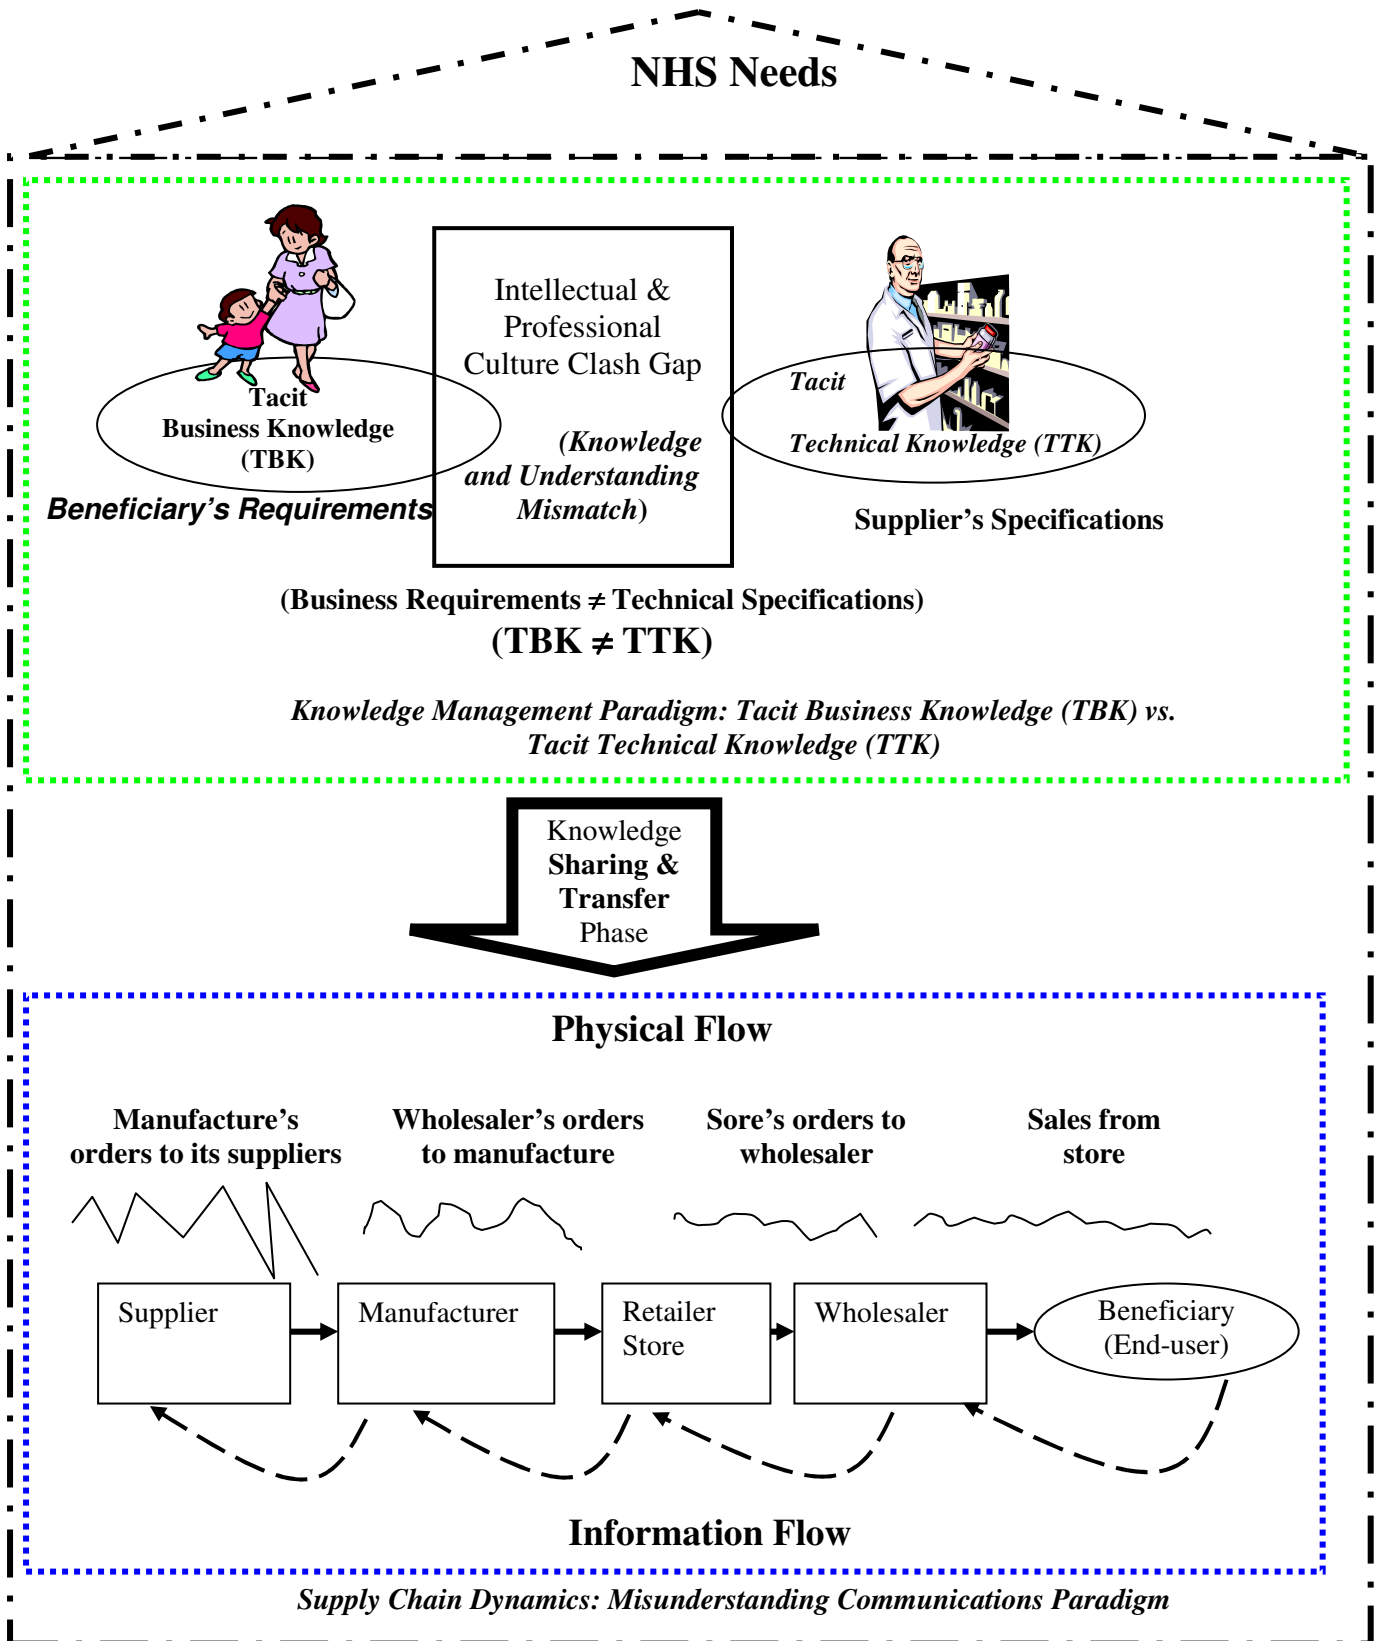 NHS Needs
Intellectual &
Professional
Culture Clash Gap
(Knowledge
and Understanding
Mismatch)
Tacit
Business Knowledge
(TBK)
Beneficiary's Requirements
Tacit
Technical Knowledge (TTK)
Supplier's Specifications
(Business Requirements ≠ Technical Specifications)
(TBK ≠ TTK)
Knowledge Management Paradigm: Tacit Business Knowledge (TBK) vs.
Tacit Technical Knowledge (TTK)
Knowledge
Sharing &
Transfer
Phase
Physical Flow
Manufacture's
orders to its suppliers
Wholesaler's orders
to manufacture
Sore's orders to
wholesaler
Sales from
store
Supplier
Manufacturer
Retailer
Store
Wholesaler
Beneficiary
(End-user)
Information Flow
Supply Chain Dynamics: Misunderstanding Communications Paradigm